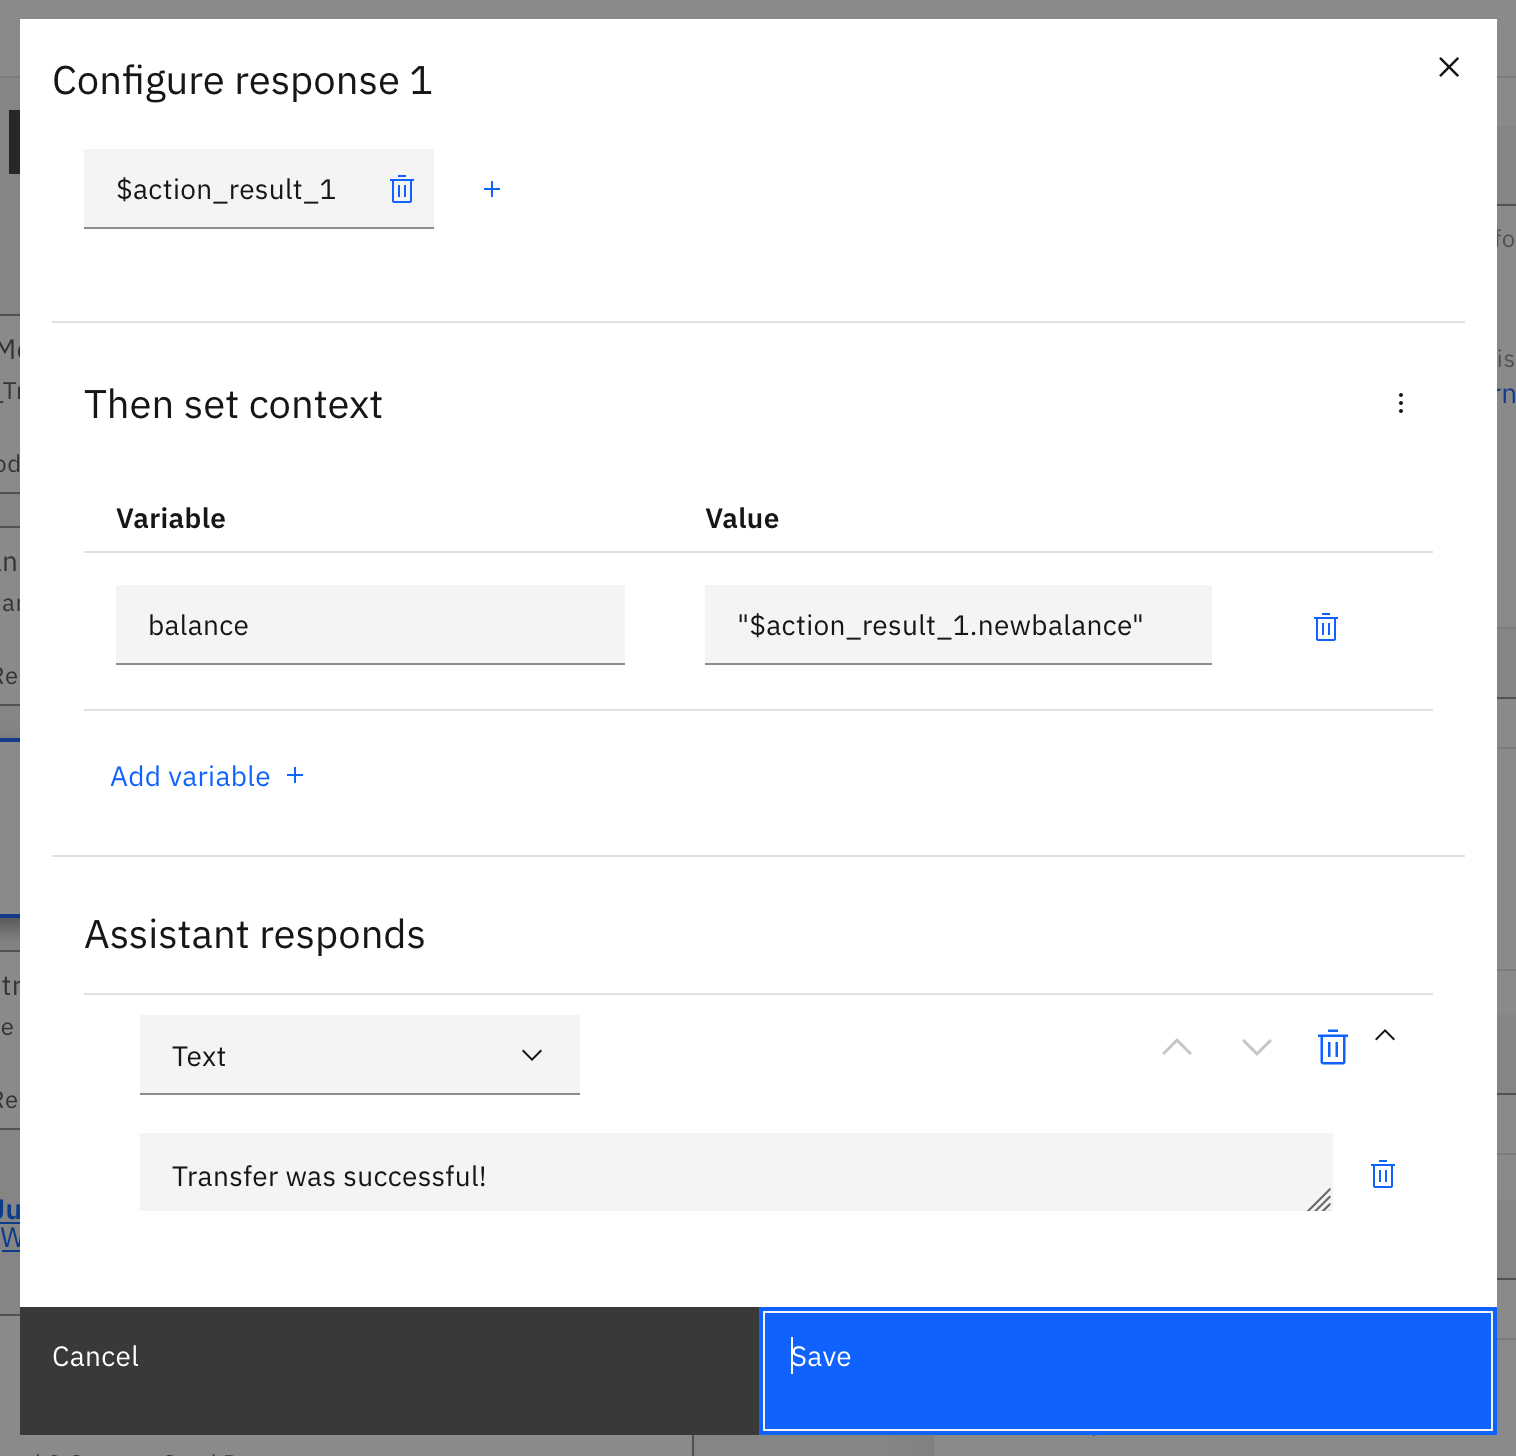 Configure response 1
$action_result_1
Then set context
Variable Value
balance "$action_result_1.newbalance"
Add variable +
Assistant responds
Text
Transfer was successful!
Cancel Save